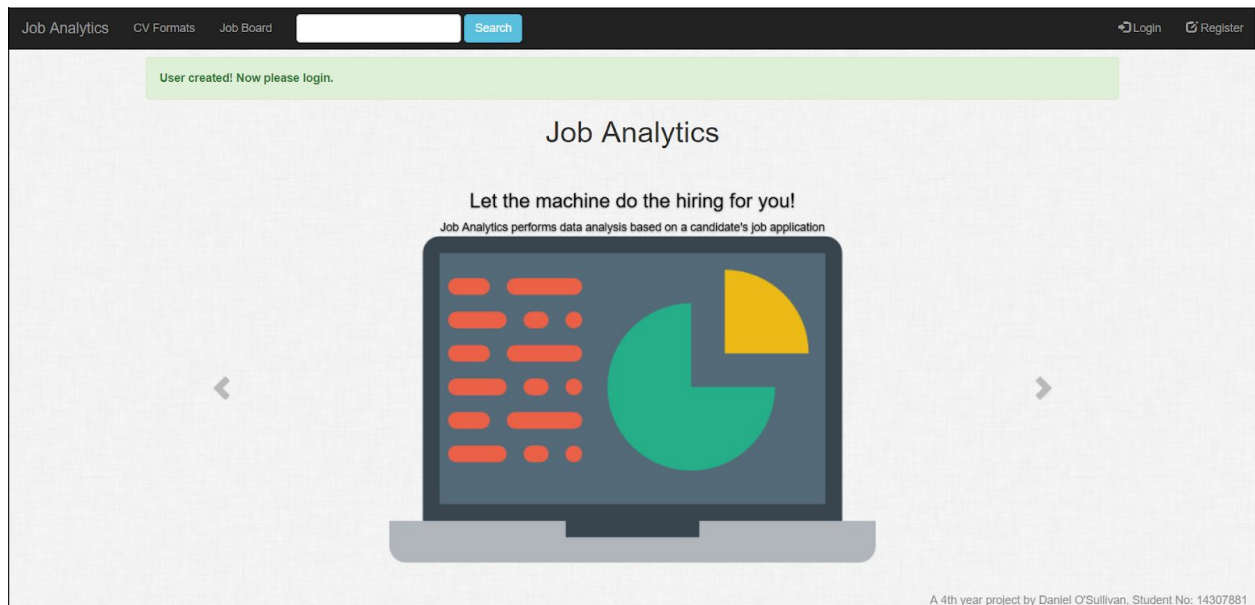 Job Analytics CV Formats Job Board Search Login Register
User created! Now please login.
Job Analytics
Let the machine do the hiring for you!
Job Analytics performs data analysis based on a candidate's job application
A 4th year project by Daniel O'Sullivan, Student No: 14307881